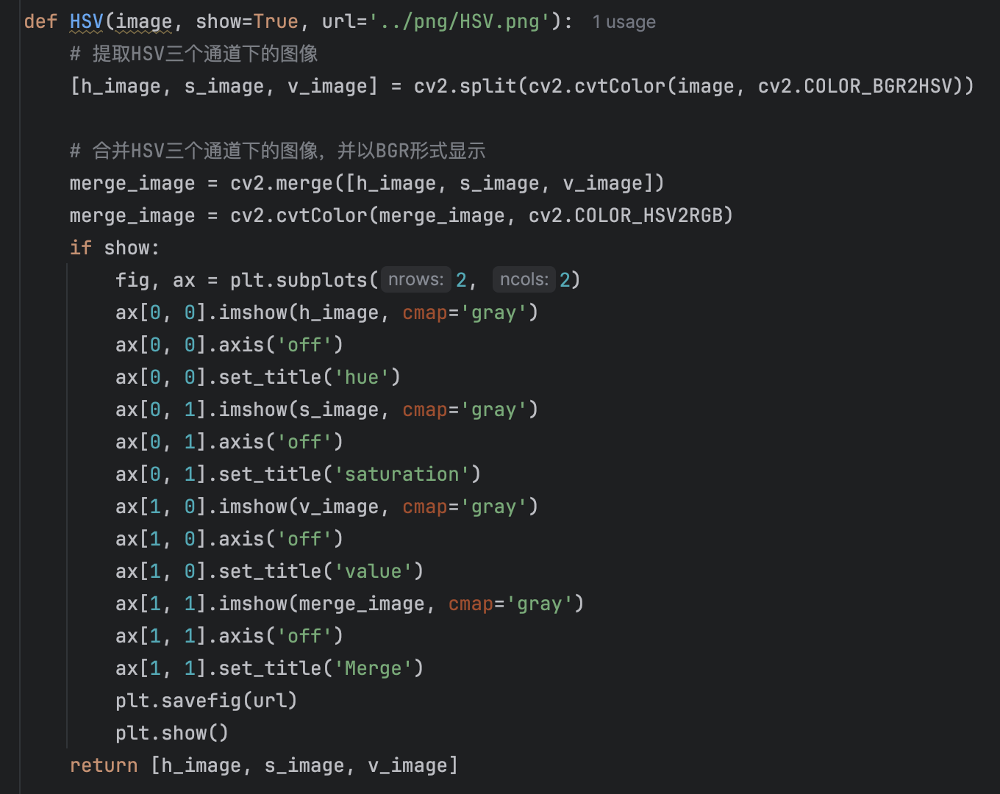 def HSV(image, show=True, url='../png/HSV.png'): 1 usage
# 提取HSV三个通道下的图像
[h_image, s_image, v_image] = cv2.split(cv2.cvtColor(image, cv2.COLOR_BGR2HSV))
# 合并HSV三个通道下的图像，并以BGR形式显示
merge_image = cv2.merge([h_image, s_image, v_image])
merge_image = cv2.cvtColor(merge_image, cv2.COLOR_HSV2RGB)
if show:
fig, ax = plt.subplots( nrows: 2, ncols: 2)
ax[0, 0].imshow(h_image, cmap='gray')
ax[0, 0].axis('off')
ax[0, 0].set_title('hue')
ax[0, 1].imshow(s_image, cmap='gray')
ax[0, 1].axis('off')
ax[0, 1].set_title('saturation')
ax[1, 0].imshow(v_image, cmap='gray')
ax[1, 0].axis('off')
ax[1, 0].set_title('value')
ax[1, 1].imshow(merge_image, cmap='gray')
ax[1, 1].axis('off')
ax[1, 1].set_title('Merge')
plt.savefig(url)
plt.show()
return [h_image, s_image, v_image]